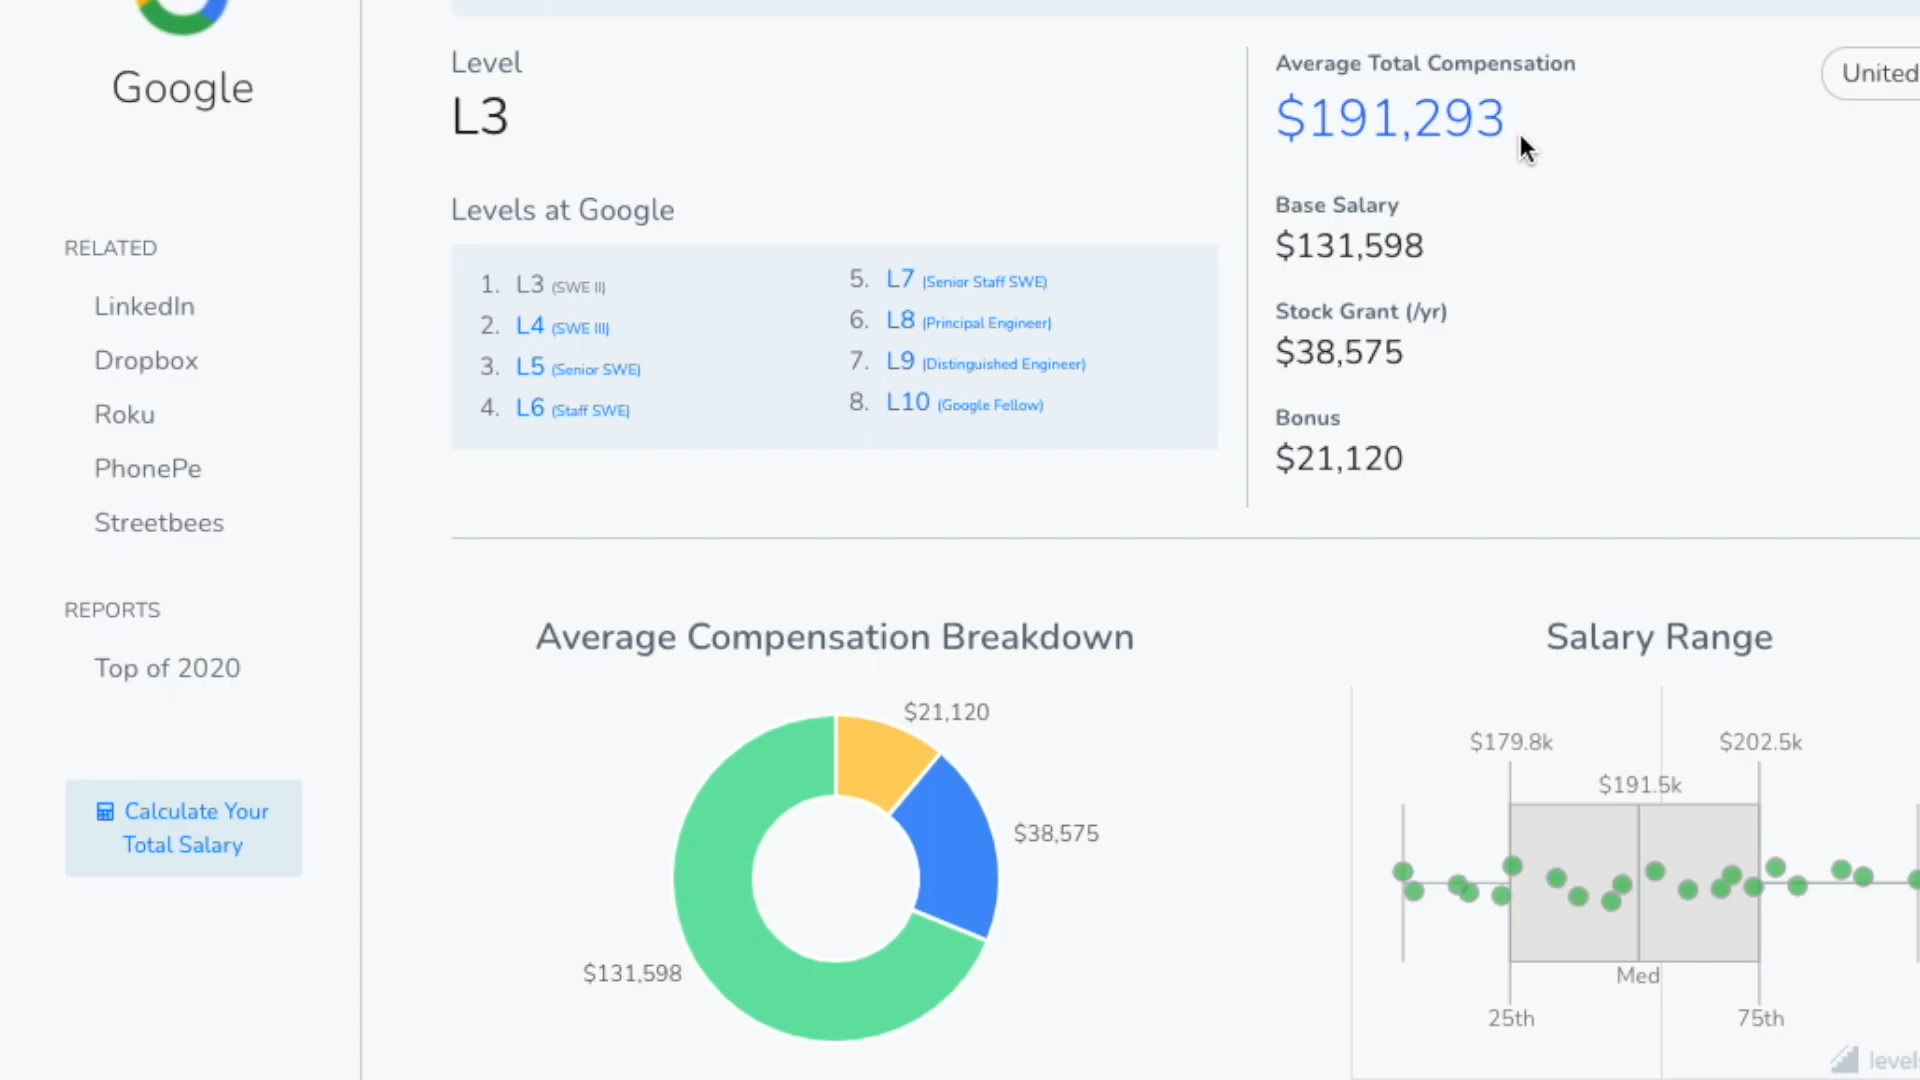 Google
RELATED
LinkedIn
Dropbox
Roku
PhonePe
Streetbees
REPORTS
Top of 2020
Calculate Your
Total Salary
Level
L3
Levels at Google
1. L3 (SWE II)
2. L4 (SWE III)
3. L5 (Senior SWE)
4. L6 (Staff SWE)
5. L7 (Senior Staff SWE)
6. L8 (Principal Engineer)
7. L9 (Distinguished Engineer)
8. L10 (Google Fellow)
Average Total Compensation
$191,293
United
Base Salary
$131,598
Stock Grant (/yr)
$38,575
Bonus
$21,120
Average Compensation Breakdown
$21,120
$38,575
$131,598
Salary Range
$179.8k
$202.5k
$191.5k
Med
25th
75th
levels